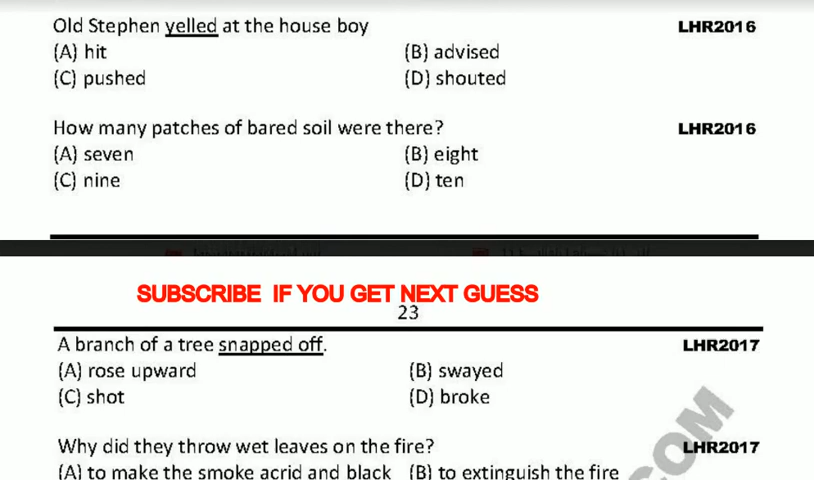 Old Stephen yelled at the house boy LHR2016
(A) hit (B) advised
(C) pushed (D) shouted
How many patches of bared soil were there? LHR2016
(A) seven (B) eight
(C) nine (D) ten
SUBSCRIBE IF YOU GET NEXT GUESS
23
A branch of a tree snapped off. LHR2017
(A) rose upward (B) swayed
(C) shot (D) broke
Why did they throw wet leaves on the fire? LHR2017
(A) to make the smoke acrid and black (B) to extinguish the fire
.COM